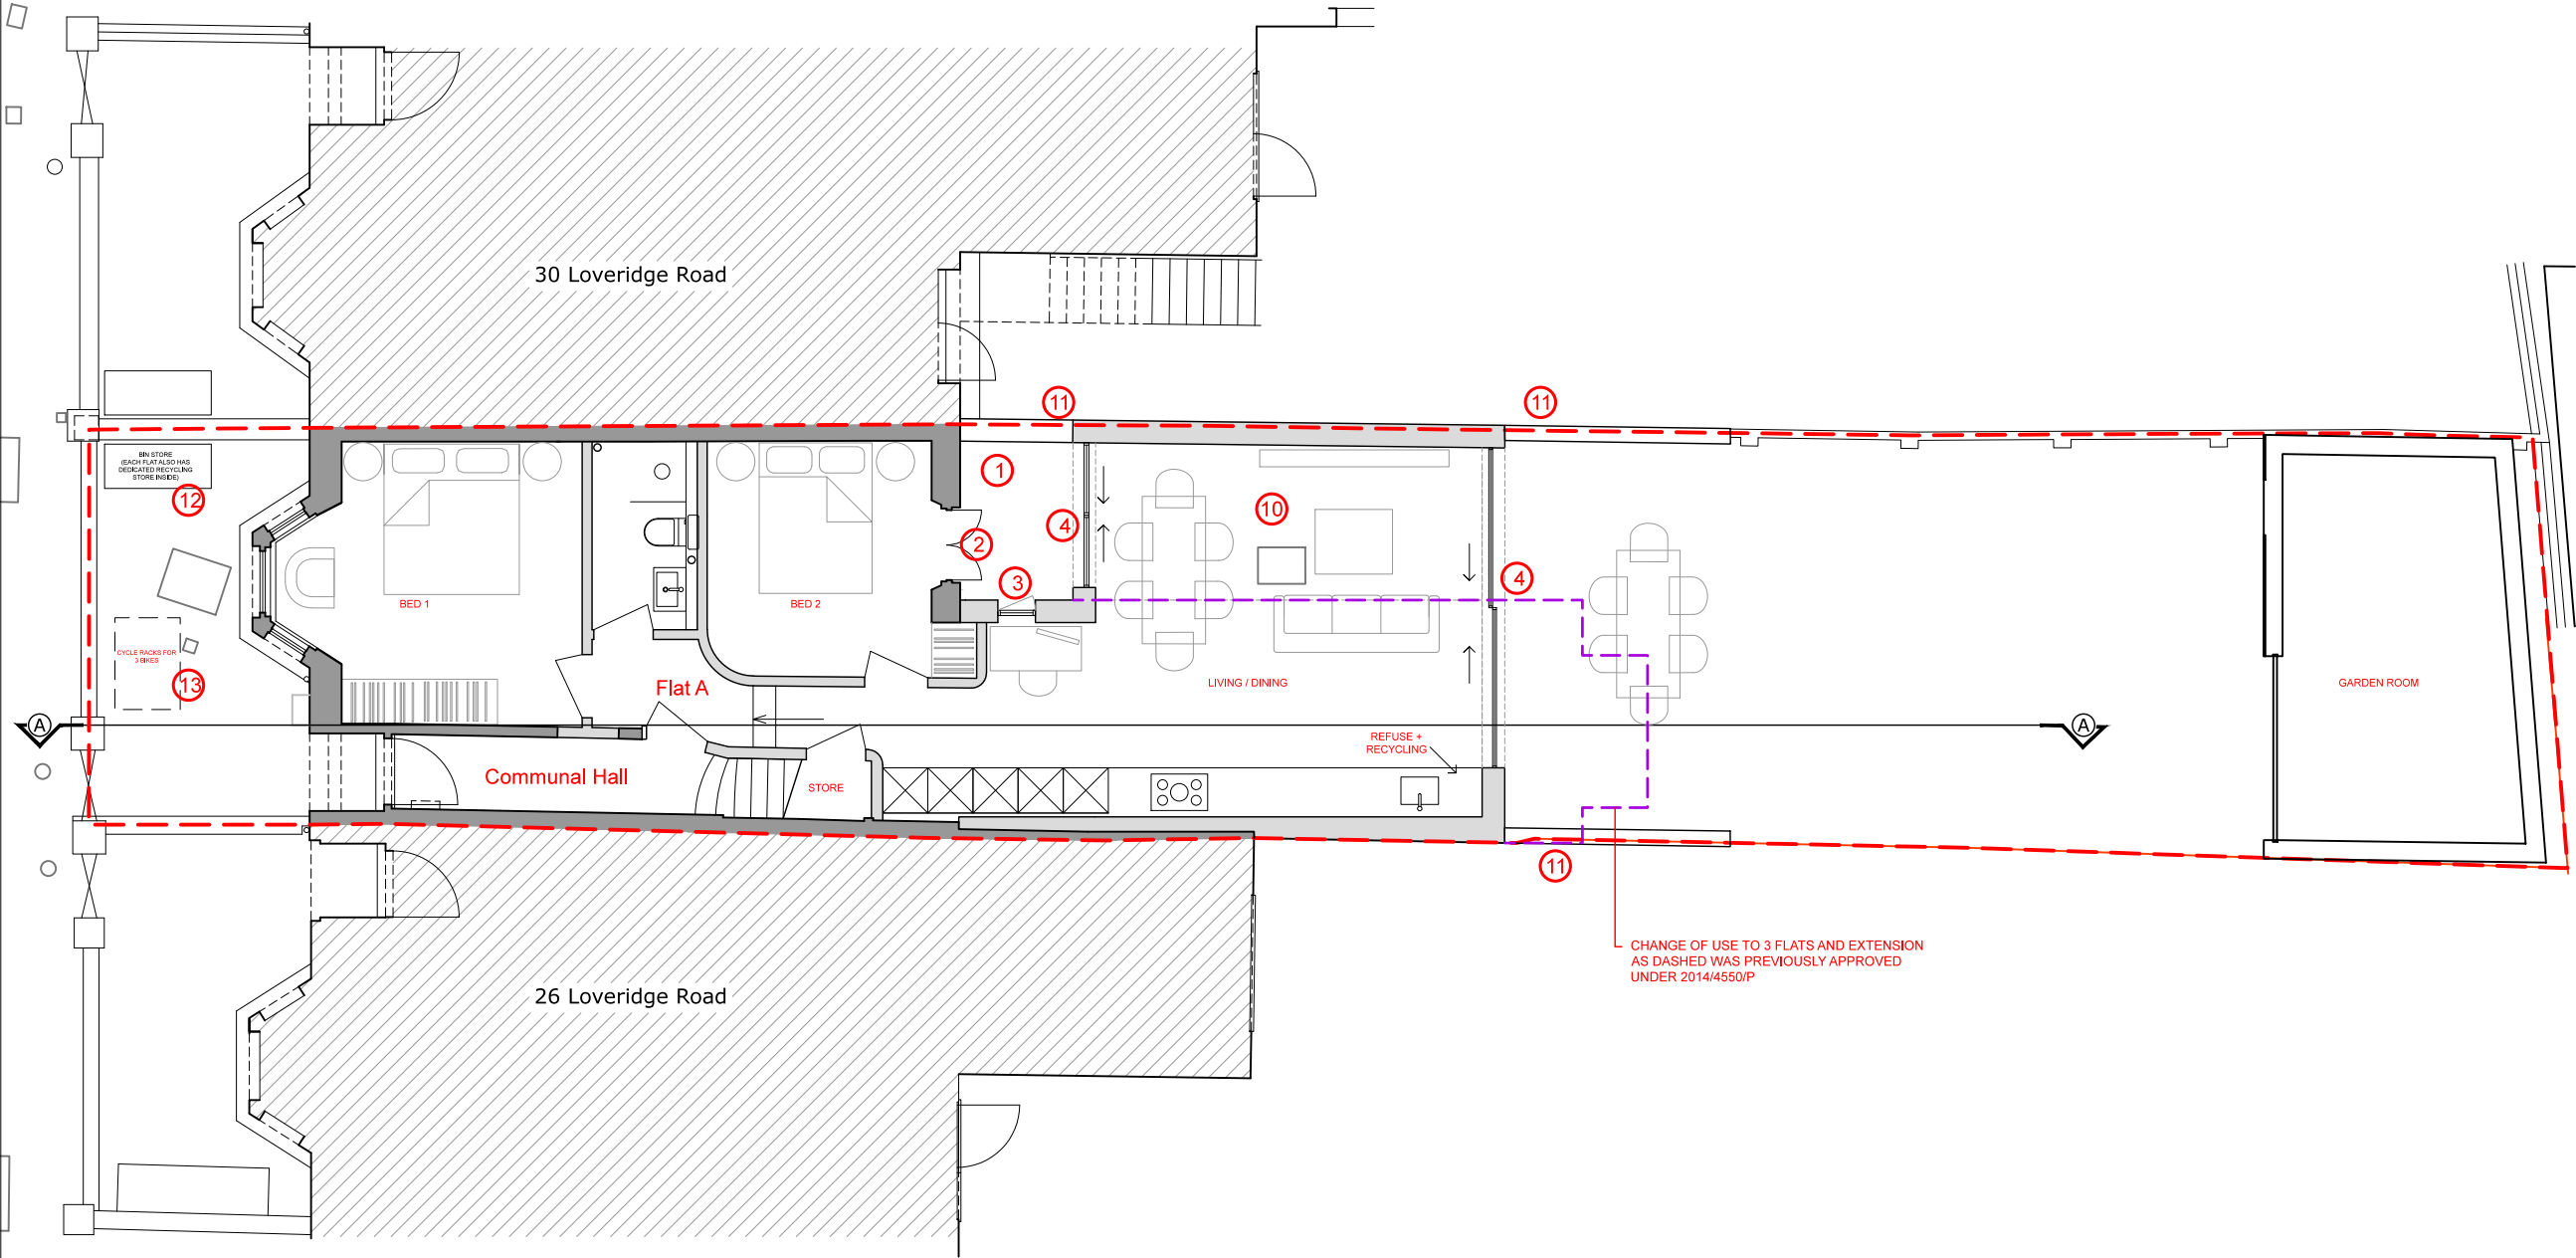 30 Loveridge Road
11
11
BIN STORE
(EACH FLAT ALSO HAS
DEDICATED RECYCLING
STORE INSIDE)
12
1
10
4
2
3
4
BED 1
BED 2
CYCLE RACKS FOR
3 BIKES
13
Flat A
LIVING / DINING
GARDEN ROOM
A
A
REFUSE +
RECYCLING
Communal Hall
STORE
11
CHANGE OF USE TO 3 FLATS AND EXTENSION
AS DASHED WAS PREVIOUSLY APPROVED
UNDER 2014/4550/P
26 Loveridge Road